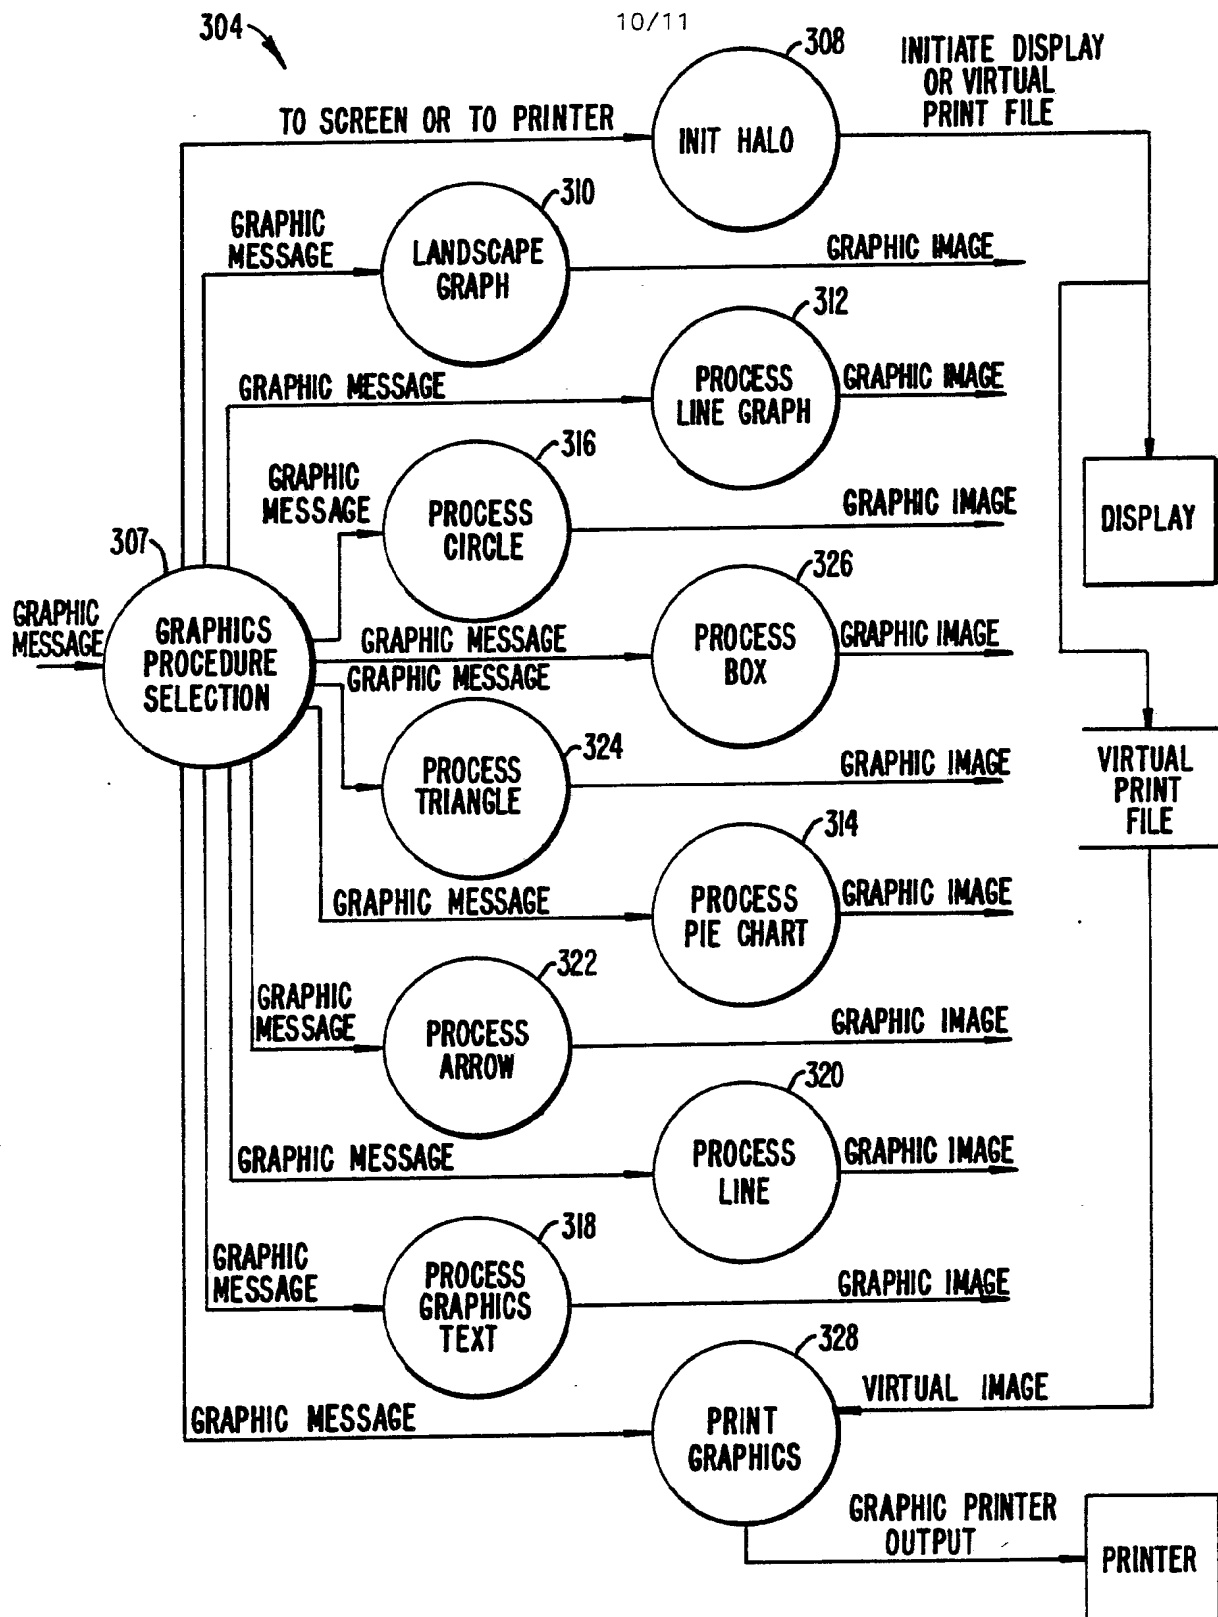 10/11
304
308
INITIATE DISPLAY
OR VIRTUAL
PRINT FILE
TO SCREEN OR TO PRINTER
INIT HALO
310
GRAPHIC
MESSAGE
LANDSCAPE
GRAPH
GRAPHIC IMAGE
312
GRAPHIC MESSAGE
PROCESS
LINE GRAPH
GRAPHIC IMAGE
316
GRAPHIC
MESSAGE
PROCESS
CIRCLE
GRAPHIC IMAGE
DISPLAY
307
GRAPHIC
MESSAGE
GRAPHICS
PROCEDURE
SELECTION
326
GRAPHIC MESSAGE
PROCESS
BOX
GRAPHIC IMAGE
GRAPHIC MESSAGE
324
PROCESS
TRIANGLE
GRAPHIC IMAGE
VIRTUAL
PRINT
FILE
314
GRAPHIC MESSAGE
PROCESS
PIE CHART
GRAPHIC IMAGE
322
GRAPHIC
MESSAGE
PROCESS
ARROW
GRAPHIC IMAGE
320
GRAPHIC MESSAGE
PROCESS
LINE
GRAPHIC IMAGE
318
GRAPHIC
MESSAGE
PROCESS
GRAPHICS
TEXT
GRAPHIC IMAGE
328
GRAPHIC MESSAGE
PRINT
GRAPHICS
VIRTUAL IMAGE
GRAPHIC PRINTER
OUTPUT
PRINTER